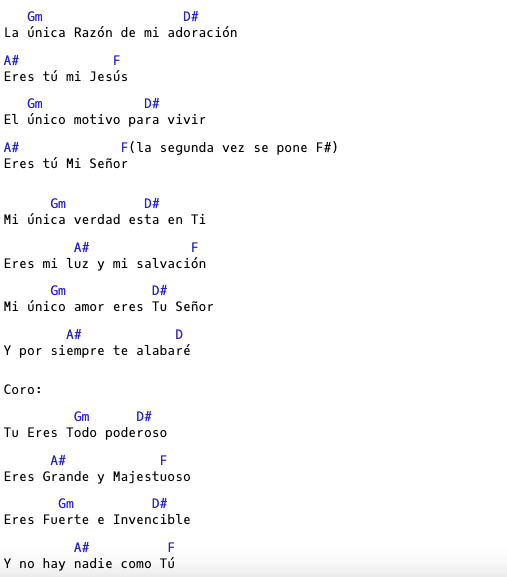 Gm D#
La única Razón de mi adoración
A# F
Eres tú mi Jesús
Gm D#
El único motivo para vivir
A# F(la segunda vez se pone F#)
Eres tú Mi Señor
Gm D#
Mi única verdad esta en Ti
A# F
Eres mi luz y mi salvación
Gm D#
Mi único amor eres Tu Señor
A# D
Y por siempre te alabaré
Coro:
Gm D#
Tu Eres Todo poderoso
A# F
Eres Grande y Majestuoso
Gm D#
Eres Fuerte e Invencible
A# F
Y no hay nadie como Tú